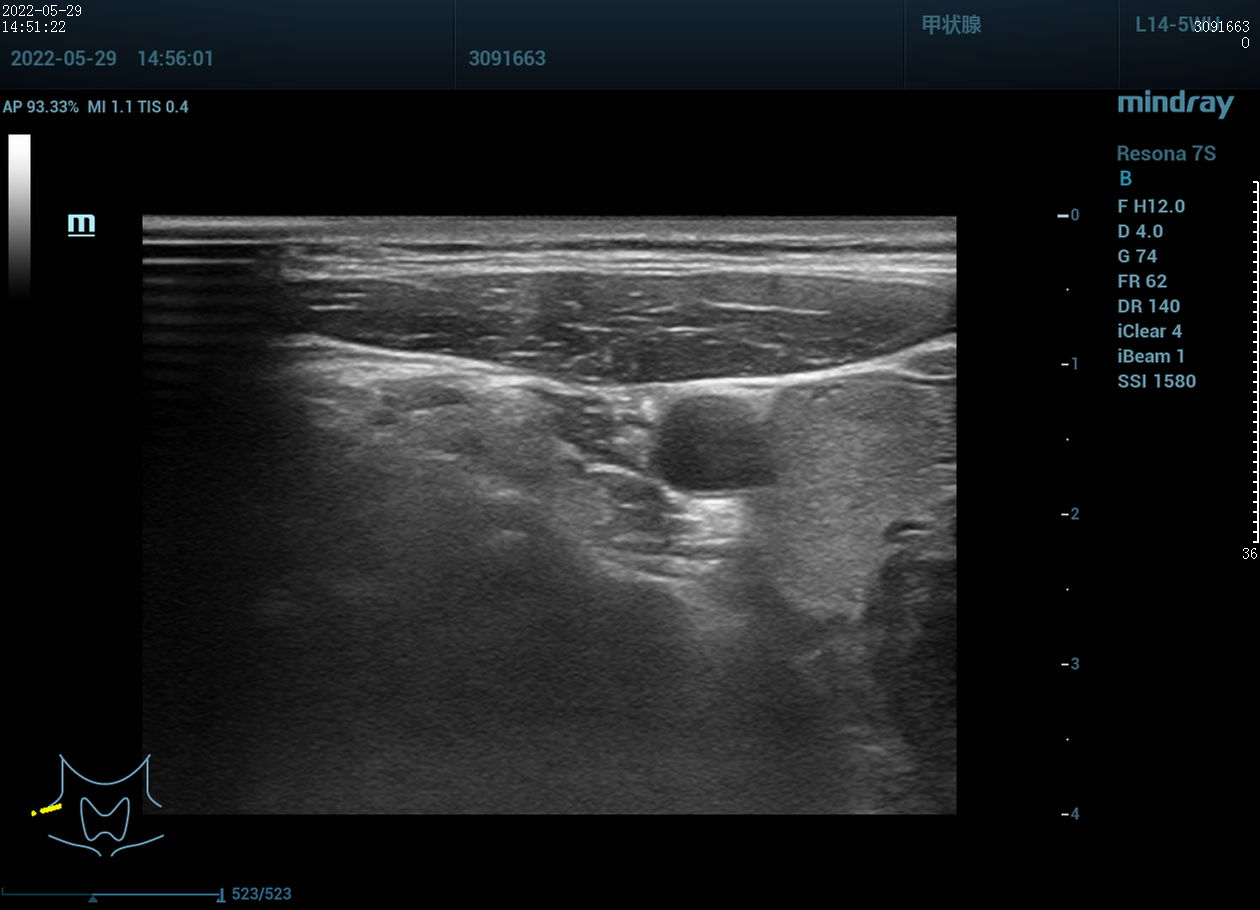 2022-05-29
14:51:22
2022-05-29 14:56:01
3091663
甲状腺
3091663
0
AP 93.33% MI 1.1 TIS 0.4
mindray
Resona 7S
B
F H12.0
D 4.0
G 74
FR 62
DR 140
iClear 4
iBeam 1
SSI 1580
m
0
1
2
3
4
36
523/523